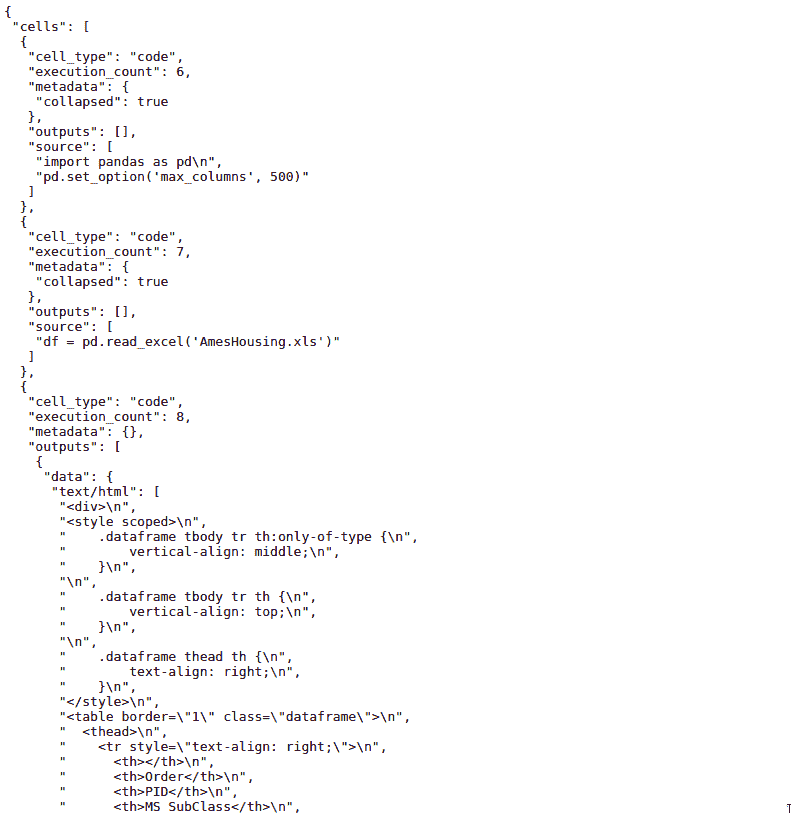 {
 "cells": [
  {
   "cell_type": "code",
   "execution_count": 6,
   "metadata": {
    "collapsed": true
   },
   "outputs": [],
   "source": [
    "import pandas as pd\n",
    "pd.set_option('max_columns', 500)"
   ]
  },
  {
   "cell_type": "code",
   "execution_count": 7,
   "metadata": {
    "collapsed": true
   },
   "outputs": [],
   "source": [
    "df = pd.read_excel('AmesHousing.xls')"
   ]
  },
  {
   "cell_type": "code",
   "execution_count": 8,
   "metadata": {},
   "outputs": [
    {
     "data": {
      "text/html": [
       "<div>\n",
       "<style scoped>\n",
       "    .dataframe tbody tr th:only-of-type {\n",
       "        vertical-align: middle;\n",
       "    }\n",
       "\n",
       "    .dataframe tbody tr th {\n",
       "        vertical-align: top;\n",
       "    }\n",
       "\n",
       "    .dataframe thead th {\n",
       "        text-align: right;\n",
       "    }\n",
       "</style>\n",
       "<table border=\"1\" class=\"dataframe\">\n",
       "  <thead>\n",
       "    <tr style=\"text-align: right;\">\n",
       "      <th></th>\n",
       "      <th>Order</th>\n",
       "      <th>PID</th>\n",
       "      <th>MS SubClass</th>\n",